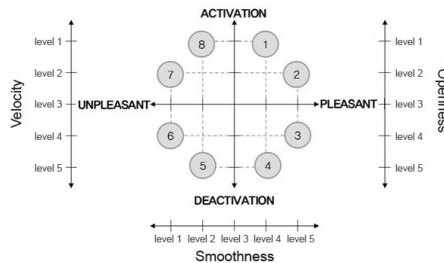 ACTIVATION
level 1 8 1 level 1
level 2 7 2 level 2
Velocity level 3 UNPLEASANT PLEASANT level 3 Openness
level 4 6 3 level 4
level 5 5 4 level 5
DEACTIVATION
level 1 level 2 level 3 level 4 level 5
Smoothness